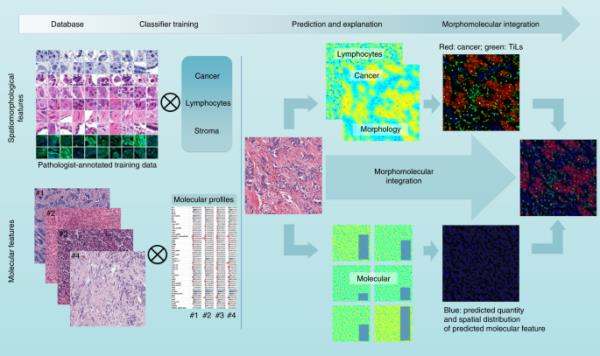 Database
Classifier training
Prediction and explanation
Morphomolecular integration
Spatiomorphological
features
Cancer
Lymphocytes
Stroma
Pathologist-annotated training data
Lymphocytes
Cancer
Morphology
Red: cancer; green: TiLs
Morphomolecular
integration
Molecular features
#1
#2
#3
#4
Molecular profiles
#1 #2 #3 #4
Molecular
Blue: predicted quantity
and spatial distribution
of predicted molecular feature